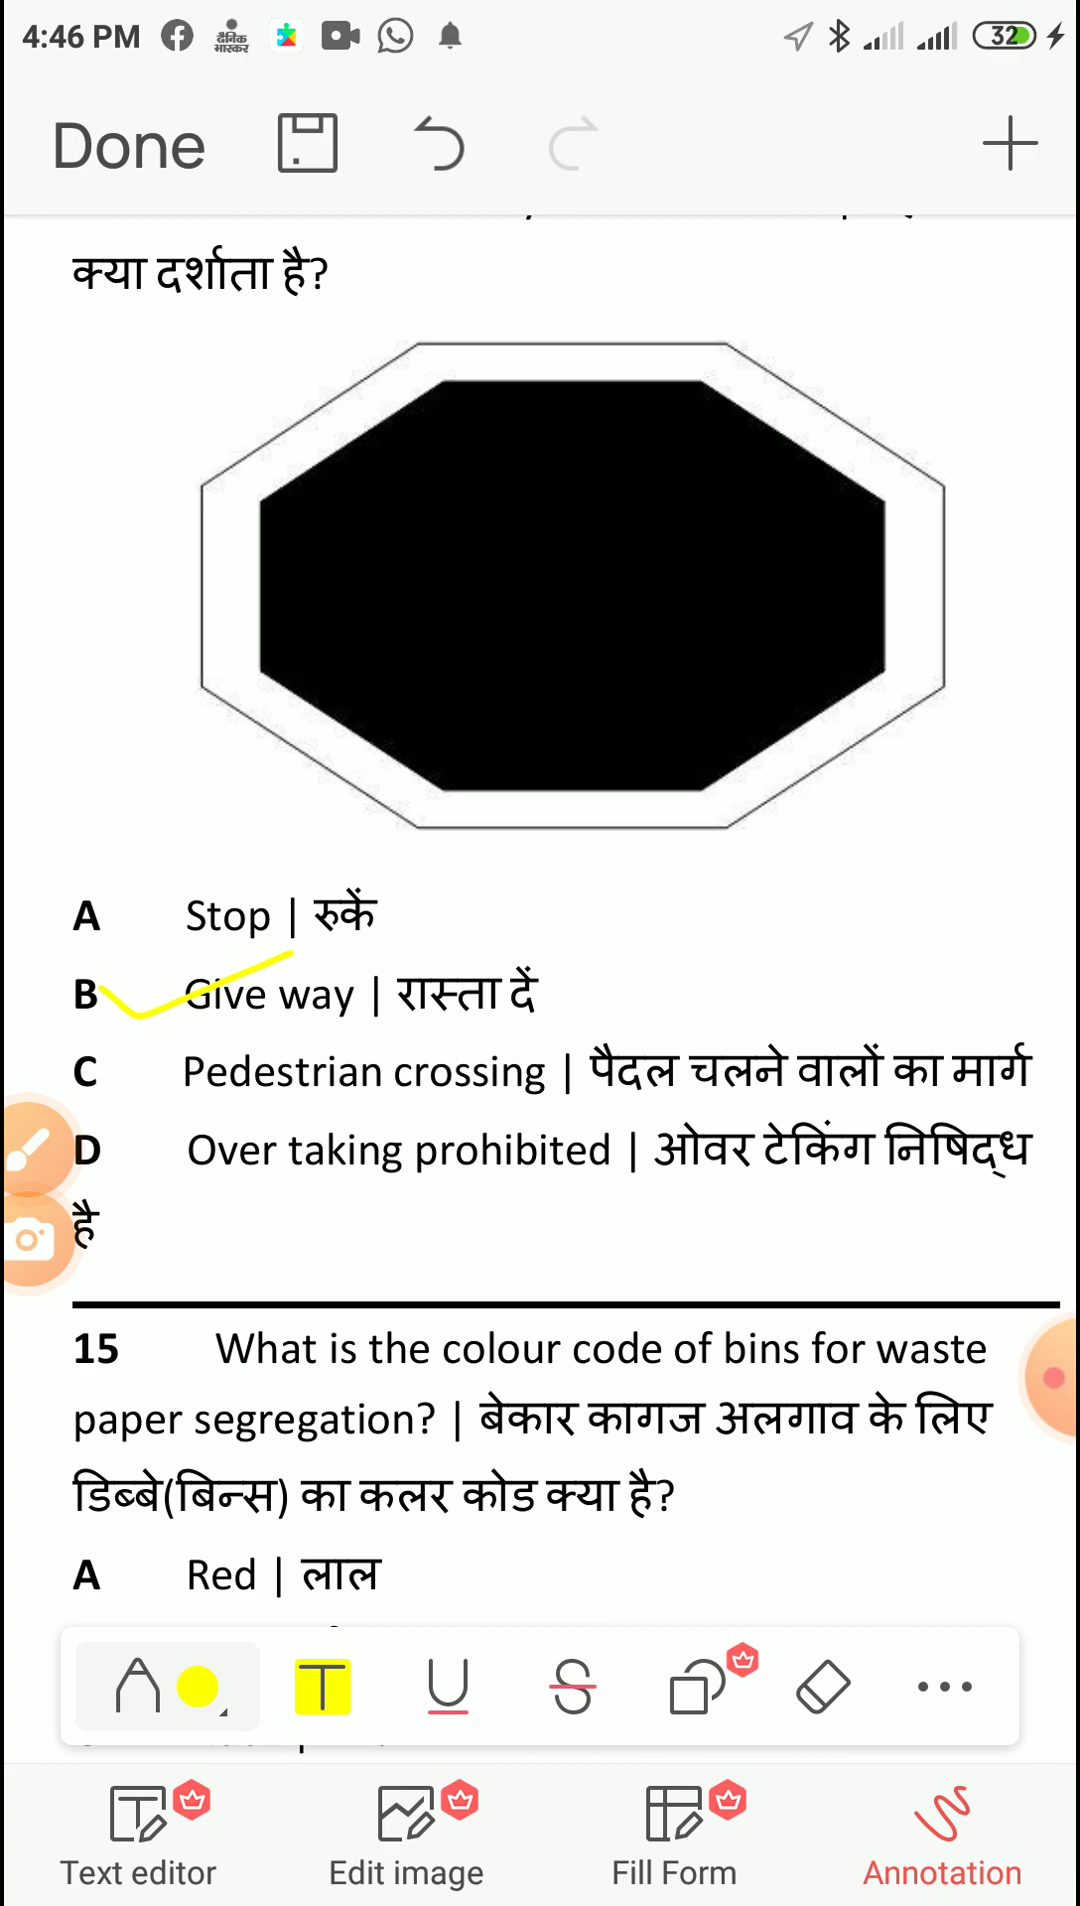 4:46 PM
दैनिक
भास्कर
32
Done
क्या दर्शाता है?
A Stop | रुकें
B Give way | रास्ता दें
C Pedestrian crossing | पैदल चलने वालों का मार्ग
D Over taking prohibited | ओवर टेकिंग निषिद्ध
है
15 What is the colour code of bins for waste
paper segregation? | बेकार कागज अलगाव के लिए
डिब्बे(बिन्स) का कलर कोड क्या है?
A Red | लाल
T U S
Text editor
Edit image
Fill Form
Annotation